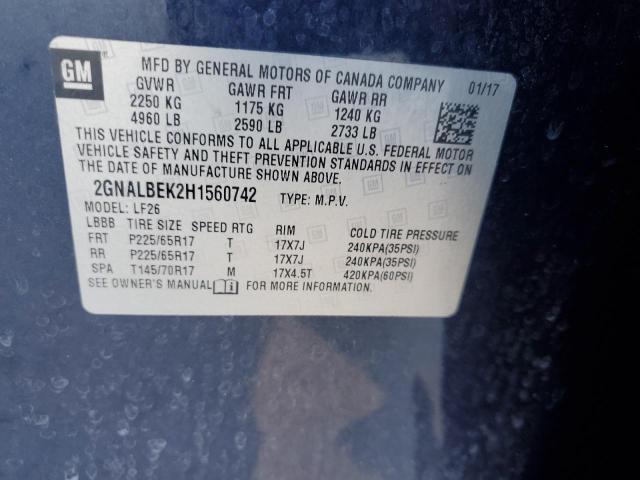 GM
MFD BY GENERAL MOTORS OF CANADA COMPANY 01/17
GVWR GAWR FRT GAWR RR
2250 KG 1175 KG 1240 KG
4960 LB 2590 LB 2733 LB
THIS VEHICLE CONFORMS TO ALL APPLICABLE U.S. FEDERAL MOTOR
VEHICLE SAFETY AND THEFT PREVENTION STANDARDS IN EFFECT ON
THE DATE OF MANUFACTURE SHOWN ABOVE.
2GNALBEK2H1560742 TYPE: M.P.V.
MODEL: LF26
LBBB TIRE SIZE SPEED RTG RIM COLD TIRE PRESSURE
FRT P225/65R17 T 17X7J 240KPA(35PSI)
RR P225/65R17 T 17X7J 240KPA(35PSI)
SPA T145/70R17 M 17X4.5T 420KPA(60PSI)
SEE OWNER'S MANUAL FOR MORE INFORMATION.